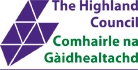 The Highland
Council
Comhairle na
Gàidhealtachd